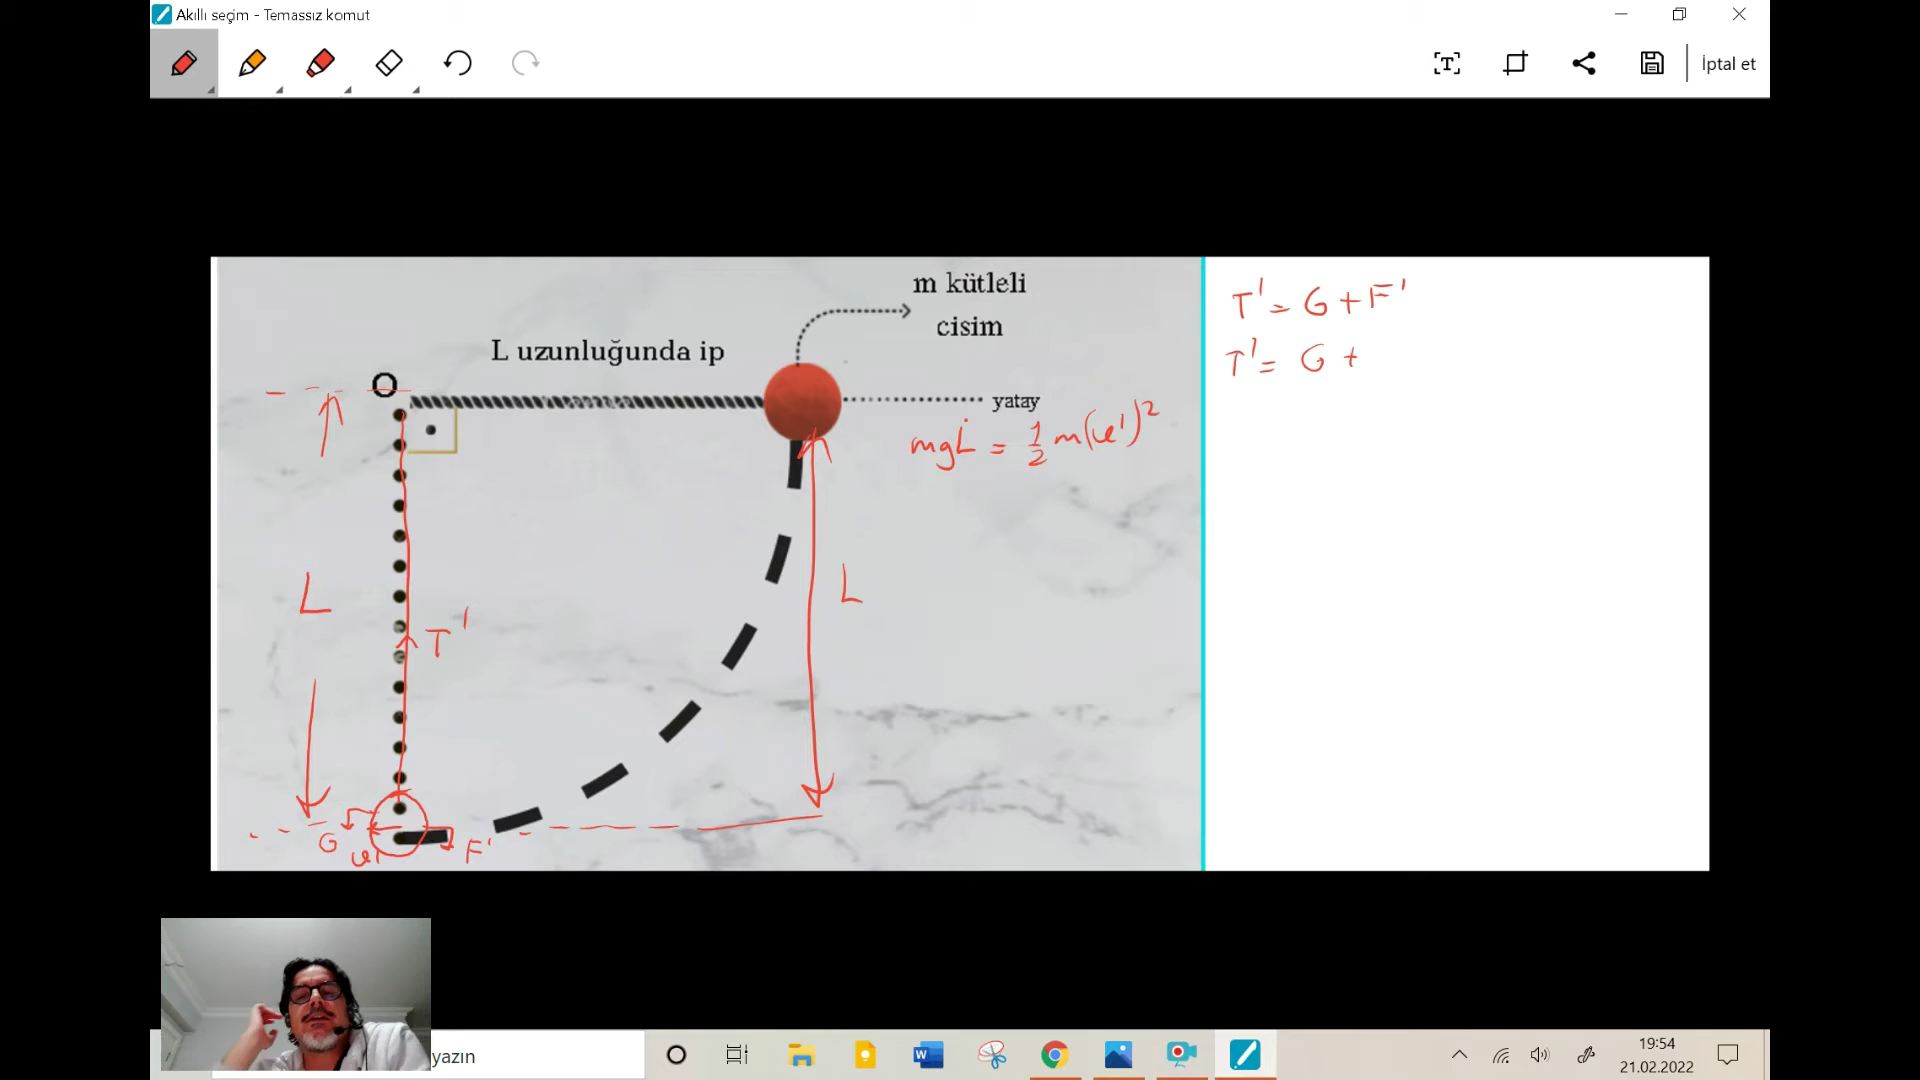 Akıllı seçim - Temassız komut
İptal et
m kütleli
cisim
L uzunluğunda ip
O
yatay
mgL = 1/2 m(v')²
L
L
T'
G
v'
F'
T' = G + F'
T' = G +
yazın
19:54
21.02.2022